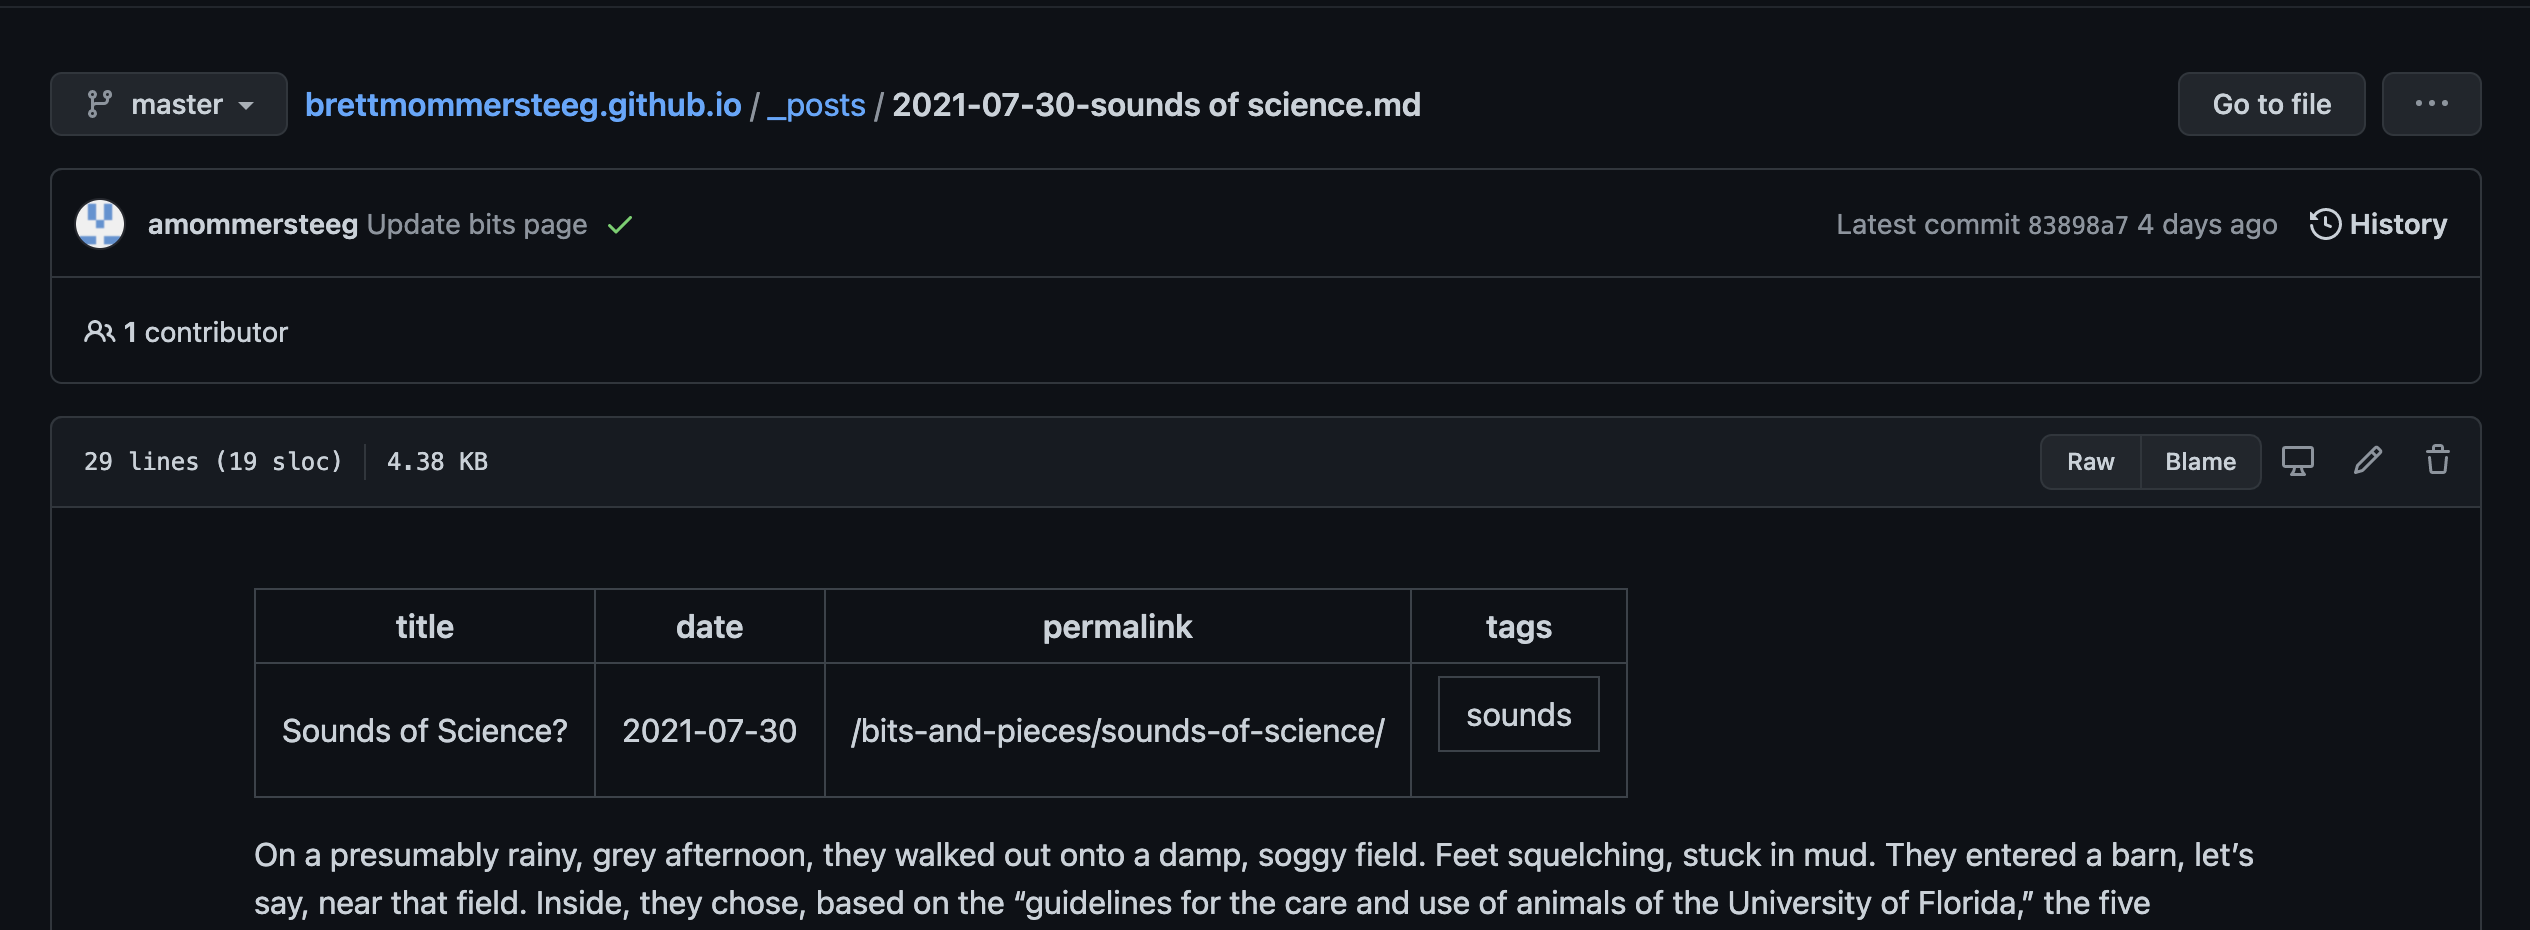 master brettmommersteeg.github.io / _posts / 2021-07-30-sounds of science.md Go to file ...
amommersteeg Update bits page Latest commit 83898a7 4 days ago History
1 contributor
29 lines (19 sloc) 4.38 KB Raw Blame
title date permalink tags
Sounds of Science? 2021-07-30 /bits-and-pieces/sounds-of-science/ sounds
On a presumably rainy, grey afternoon, they walked out onto a damp, soggy field. Feet squelching, stuck in mud. They entered a barn, let’s
say, near that field. Inside, they chose, based on the “guidelines for the care and use of animals of the University of Florida,” the five